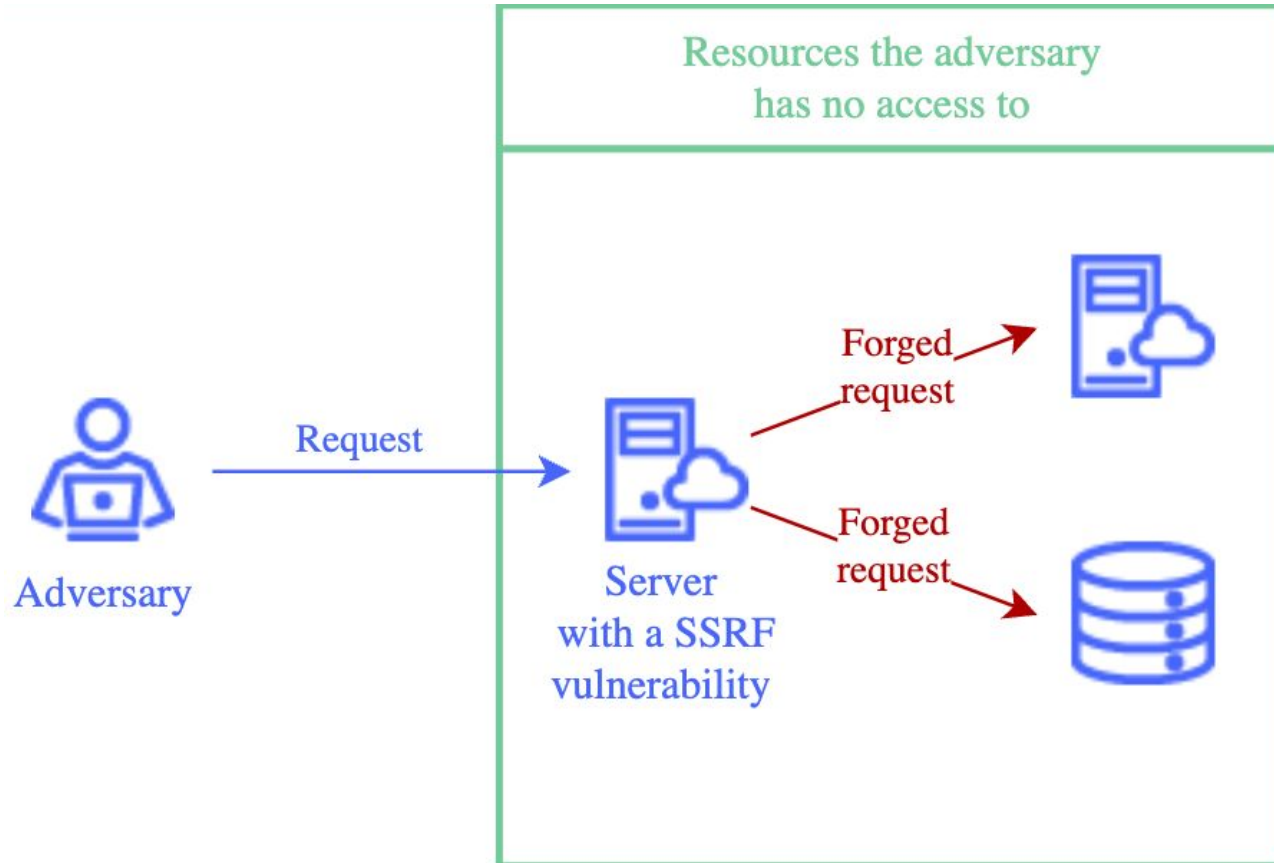 Resources the adversary
has no access to
Forged
request
Request
Forged
request
Adversary
Server
with a SSRF
vulnerability